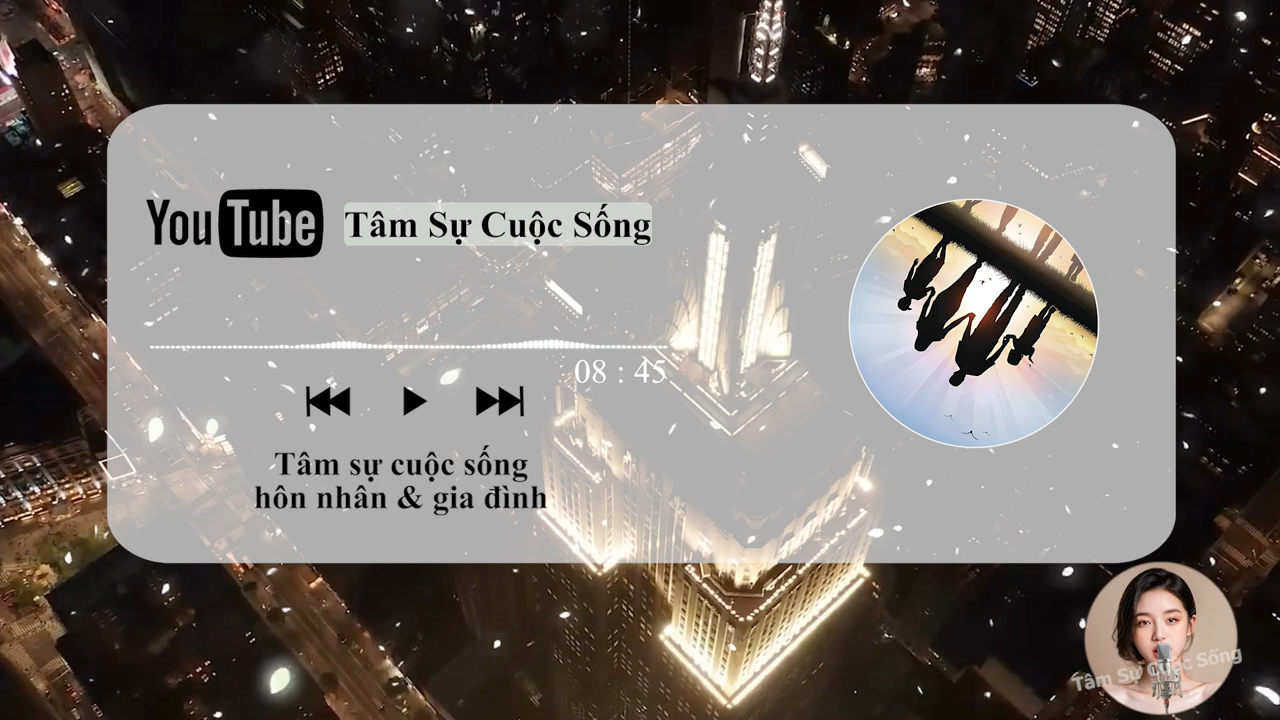 YouTube
Tâm Sự Cuộc Sống
08 : 45
Tâm sự cuộc sống
hôn nhân & gia đình
Tâm Sự Cuộc Sống